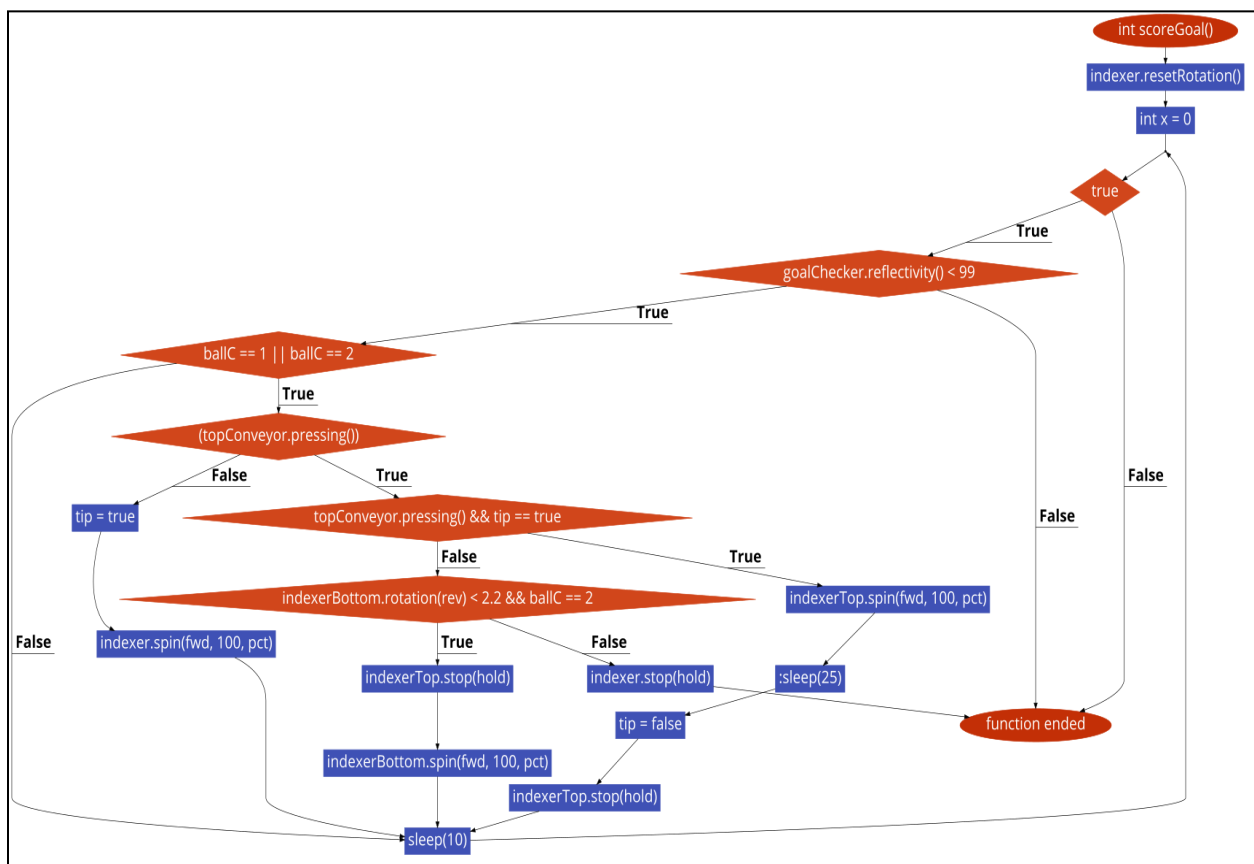 int scoreGoal()
indexer.resetRotation()
int x = 0
true
True
goalChecker.reflectivity() < 99
True
ballC == 1 || ballC == 2
True
(topConveyor.pressing())
False
True
False
tip = true
topConveyor.pressing() && tip == true
False
False
True
indexerBottom.rotation(rev) < 2.2 && ballC == 2
indexerTop.spin(fwd, 100, pct)
False
indexer.spin(fwd, 100, pct)
True
False
indexerTop.stop(hold)
indexer.stop(hold)
:sleep(25)
tip = false
function ended
indexerBottom.spin(fwd, 100, pct)
indexerTop.stop(hold)
sleep(10)